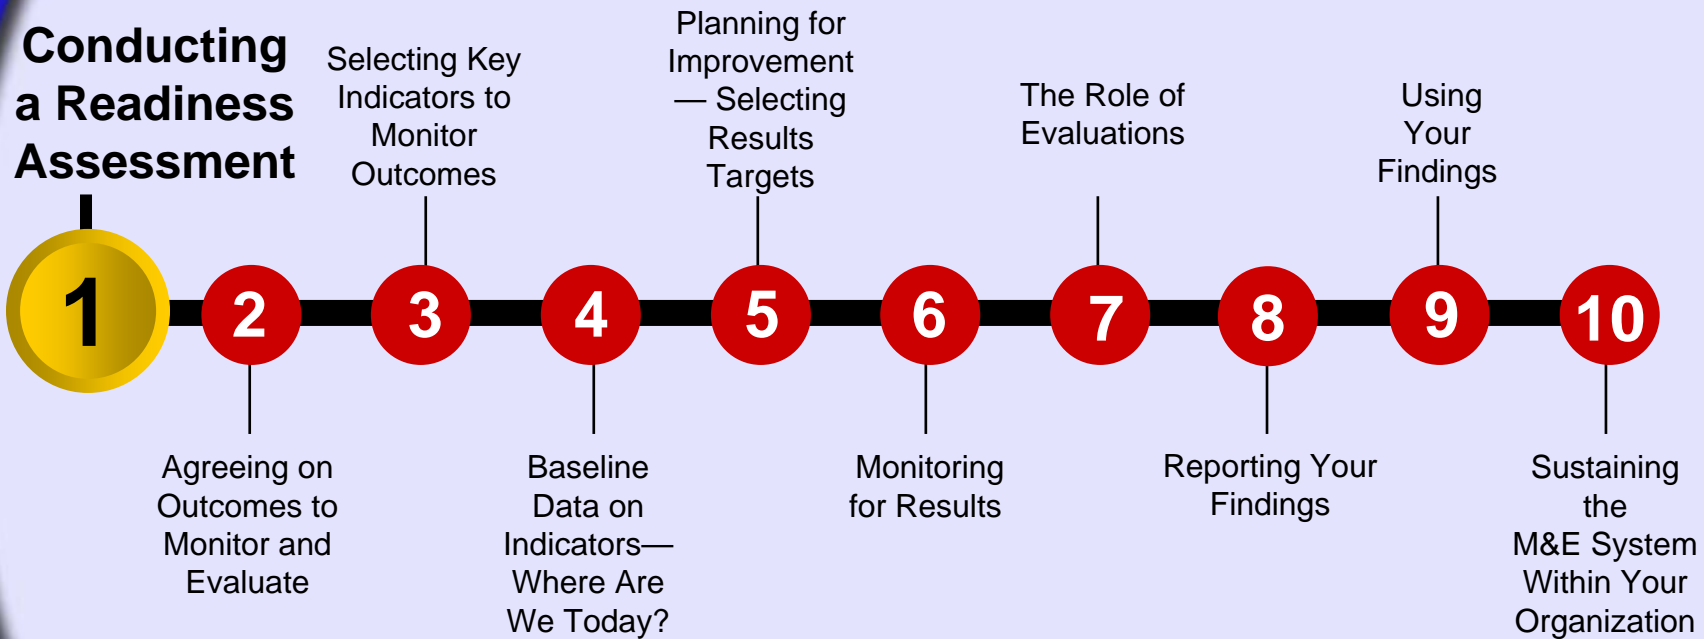 Conducting
a Readiness
Assessment
Selecting Key
Indicators to
Monitor
Outcomes
Planning for
Improvement
— Selecting
Results
Targets
The Role of
Evaluations
Using
Your
Findings
1
2
3
4
5
6
7
8
9
10
Agreeing on
Outcomes to
Monitor and
Evaluate
Baseline
Data on
Indicators—
Where Are
We Today?
Monitoring
for Results
Reporting Your
Findings
Sustaining
the
M&E System
Within Your
Organization